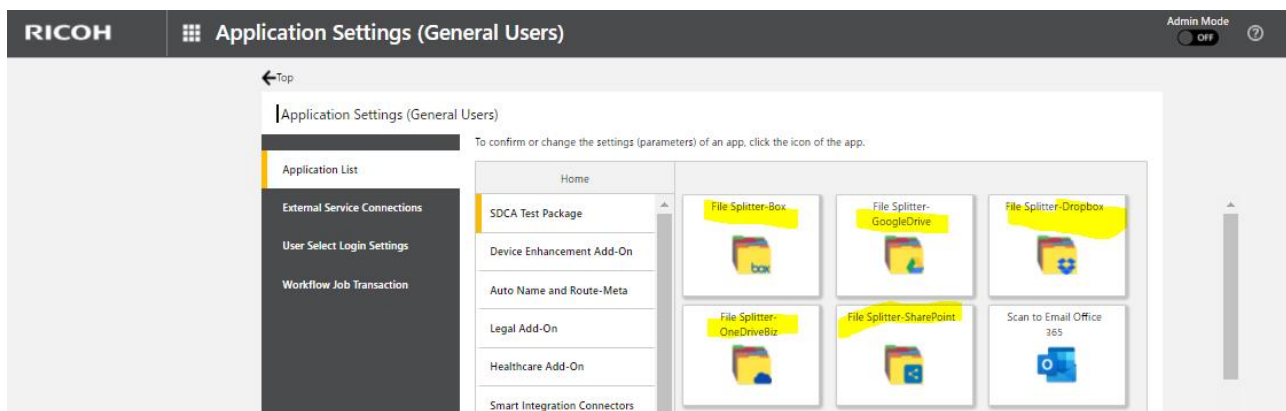 RICOH
Application Settings (General Users)
Admin Mode
OFF
?
Top
Application Settings (General Users)
To confirm or change the settings (parameters) of an app, click the icon of the app.
Application List
External Service Connections
User Select Login Settings
Workflow Job Transaction
Home
SDCA Test Package
Device Enhancement Add-On
Auto Name and Route-Meta
Legal Add-On
Healthcare Add-On
Smart Integration Connectors
File Splitter-Box
box
File Splitter-
GoogleDrive
File Splitter-Dropbox
File Splitter-
OneDriveBiz
File Splitter-SharePoint
Scan to Email Office
365
O